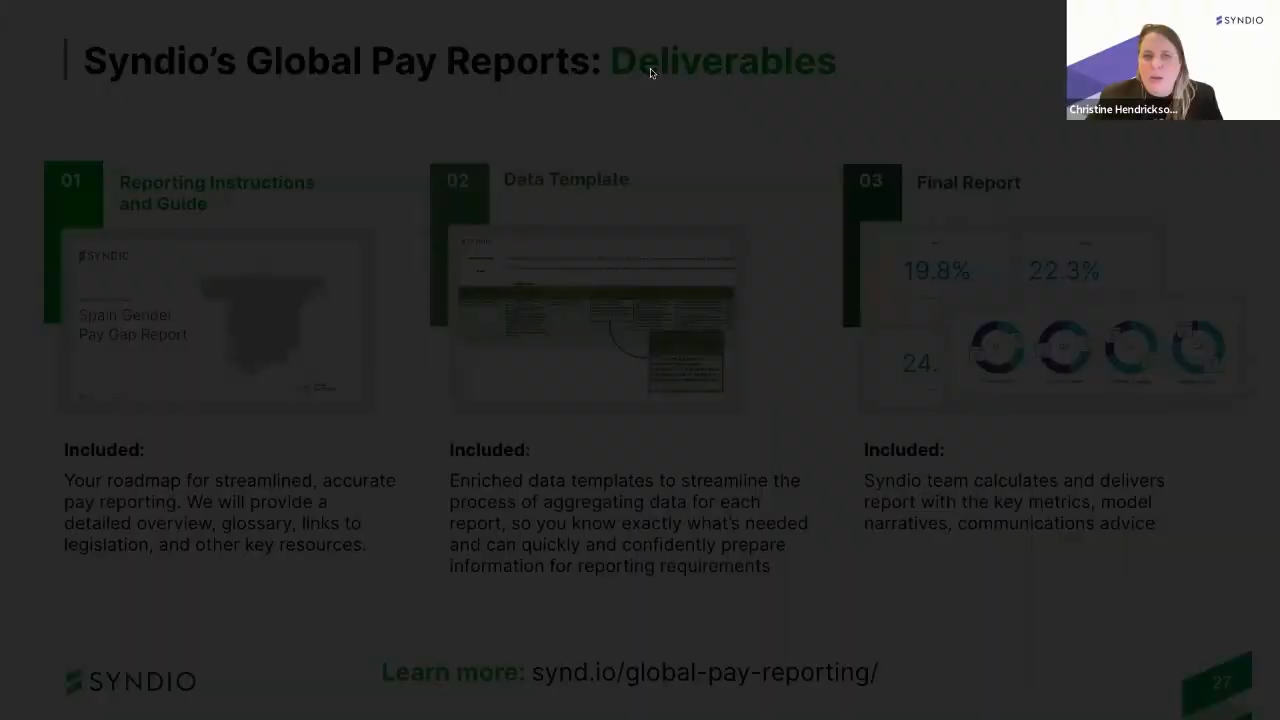 Syndio’s Global Pay Reports: Deliverables
SYNDIO
Christine Hendrickso...
01
Reporting Instructions
and Guide
SYNDIO
Spain Gender
Pay Gap Report
Included:
Your roadmap for streamlined, accurate
pay reporting. We will provide a
detailed overview, glossary, links to
legislation, and other key resources.
02
Data Template
Included:
Enriched data templates to streamline the
process of aggregating data for each
report, so you know exactly what’s needed
and can quickly and confidently prepare
information for reporting requirements
03
Final Report
19.8%
22.3%
24.
Included:
Syndio team calculates and delivers
report with the key metrics, model
narratives, communications advice
SYNDIO
Learn more: synd.io/global-pay-reporting/
27